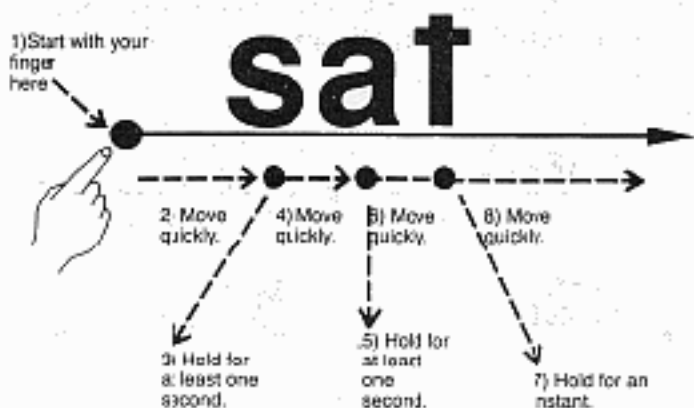 sat
1)Start with your
finger
here
2) Move
quickly.
4) Move
quickly.
6) Move
quickly.
8) Move
quickly.
3) Hold for
at least one
second.
5) Hold for
at least
one
second.
7) Hold for an
instant.